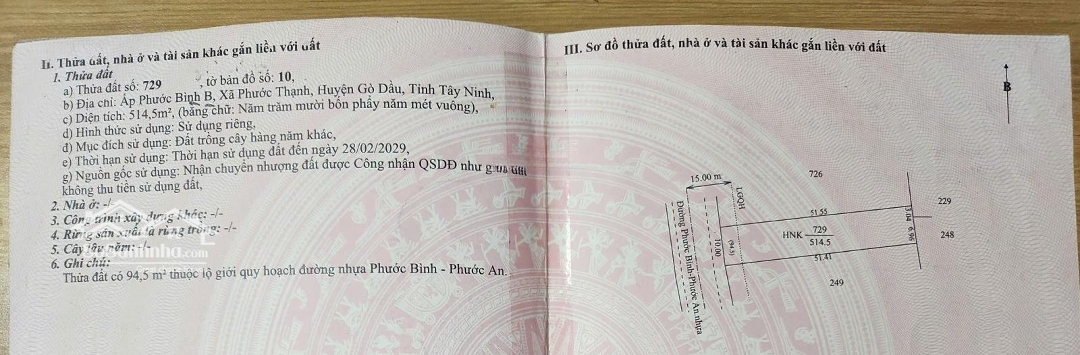 II. Thửa đất, nhà ở và tài sản khác gắn liền với đất
1. Thửa đất
a) Thửa đất số: 729 , tờ bản đồ số: 10,
b) Địa chỉ: Ấp Phước Bình B, Xã Phước Thạnh, Huyện Gò Dầu, Tỉnh Tây Ninh,
c) Diện tích: 514,5m², (bằng chữ: Năm trăm mười bốn phẩy năm mét vuông),
d) Hình thức sử dụng: Sử dụng riêng,
đ) Mục đích sử dụng: Đất trồng cây hàng năm khác,
e) Thời hạn sử dụng: Thời hạn sử dụng đất đến ngày 28/02/2029,
g) Nguồn gốc sử dụng: Nhận chuyển nhượng đất được Công nhận QSDĐ như giao đất
không thu tiền sử dụng đất,
2. Nhà ở: -/-
3. Công trình xây dựng khác: -/-
4. Rừng sản xuất là rừng trồng: -/-
5. Cây lâu năm: -/-
6. Ghi chú:
Thửa đất có 94,5 m² thuộc lộ giới quy hoạch đường nhựa Phước Bình - Phước An.
III. Sơ đồ thửa đất, nhà ở và tài sản khác gắn liền với đất
B
15.00 m
LGQH
726
229
51.55
3.04
6.96
HNK
729
514.5
248
10.00
(94.5)
51.41
249
Đường Phước Bình-Phước An.nhựa